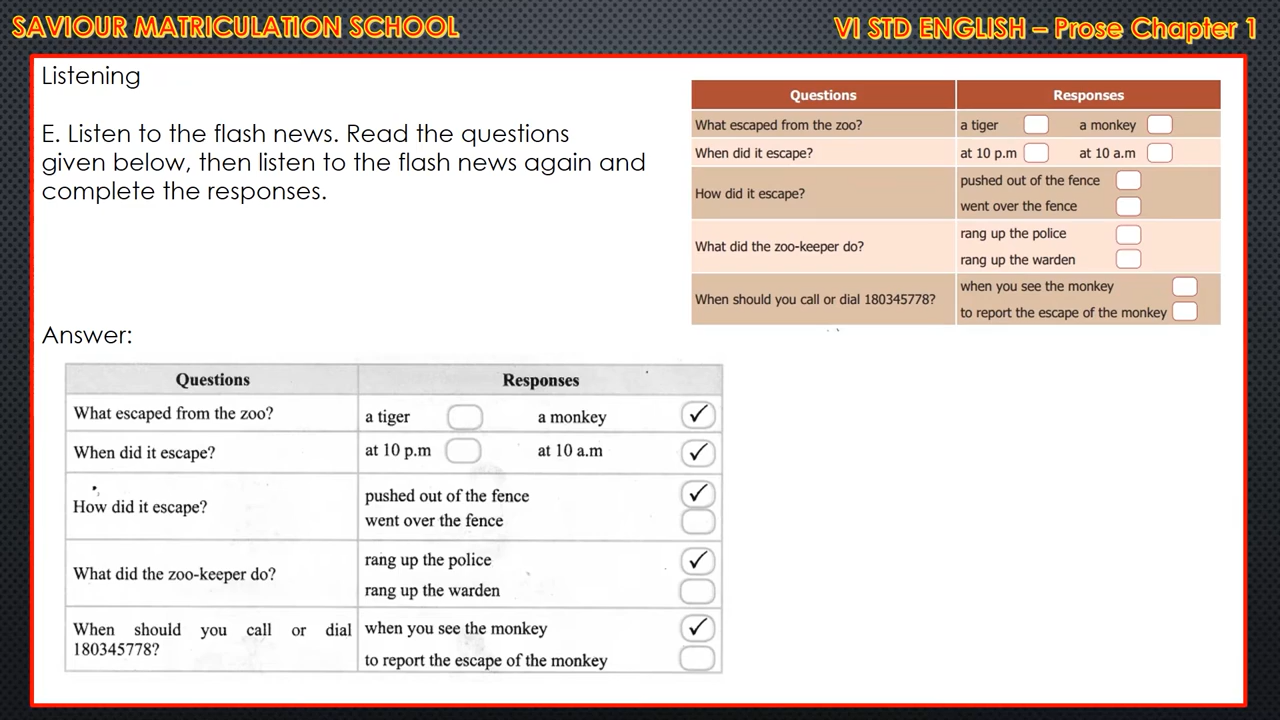 SAVIOUR MATRICULATION SCHOOL
VI STD ENGLISH – Prose Chapter 1
Listening
E. Listen to the flash news. Read the questions
given below, then listen to the flash news again and
complete the responses.
Questions Responses
What escaped from the zoo? a tiger a monkey
When did it escape? at 10 p.m at 10 a.m
How did it escape? pushed out of the fence
went over the fence
What did the zoo-keeper do? rang up the police
rang up the warden
When should you call or dial 180345778? when you see the monkey
to report the escape of the monkey
Answer:
Questions Responses
What escaped from the zoo? a tiger a monkey ✓
When did it escape? at 10 p.m at 10 a.m ✓
How did it escape? pushed out of the fence ✓
went over the fence
What did the zoo-keeper do? rang up the police ✓
rang up the warden
When should you call or dial when you see the monkey ✓
180345778? to report the escape of the monkey